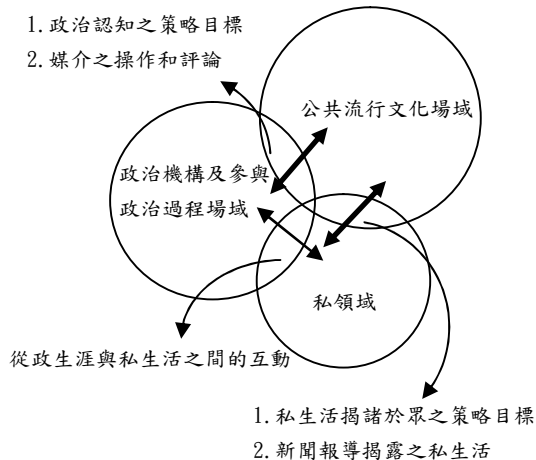 1.政治認知之策略目標
2.媒介之操作和評論
公共流行文化場域
政治機構及參與
政治過程場域
私領域
從政生涯與私生活之間的互動
1.私生活揭諸於眾之策略目標
2.新聞報導揭露之私生活